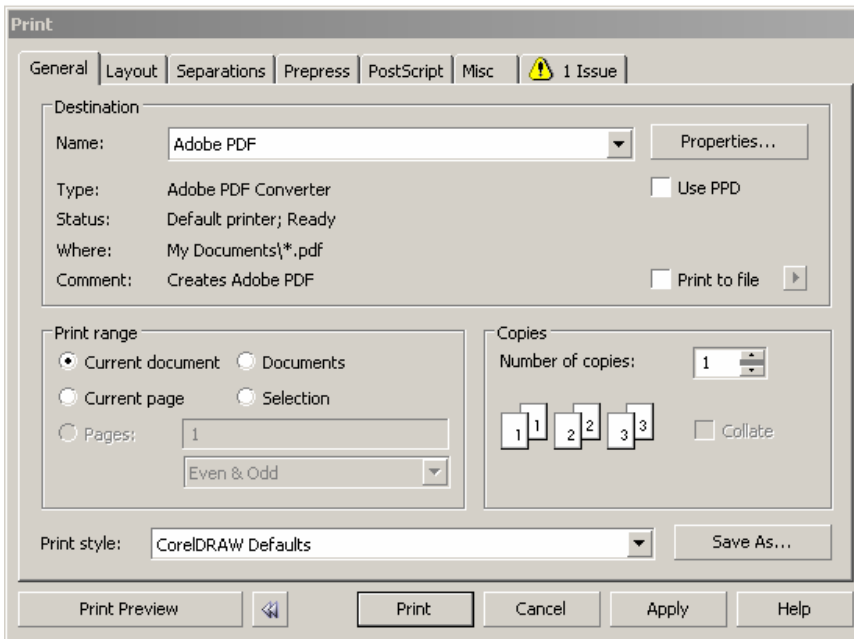 Print
General Layout Separations Prepress PostScript Misc 1 Issue
Destination
Name: Adobe PDF Properties...
Type: Adobe PDF Converter Use PPD
Status: Default printer; Ready
Where: My Documents\*.pdf
Comment: Creates Adobe PDF Print to file
Print range
Current document Documents
Current page Selection
Pages: 1
Even & Odd
Copies
Number of copies: 1
1 1 2 2 3 3 Collate
Print style: CorelDRAW Defaults Save As...
Print Preview Print Cancel Apply Help